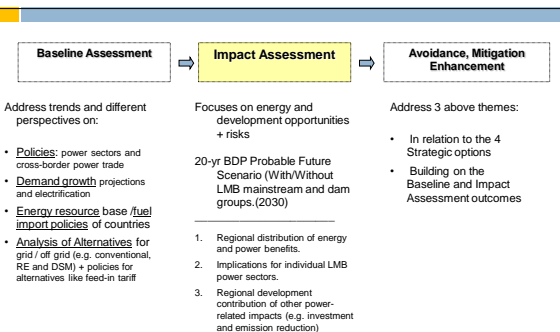 Baseline Assessment
Impact Assessment
Avoidance, Mitigation
Enhancement
Address trends and different
perspectives on:
• Policies: power sectors and
cross-border power trade
• Demand growth projections
and electrification
• Energy resource base /fuel
import policies of countries
• Analysis of Alternatives for
grid / off grid (e.g. conventional,
RE and DSM) + policies for
alternatives like feed-in tariff
Focuses on energy and
development opportunities
+ risks
20-yr BDP Probable Future
Scenario (With/Without
LMB mainstream and dam
groups.(2030)
1. Regional distribution of energy
and power benefits.
2. Implications for individual LMB
power sectors.
3. Regional development
contribution of other power-
related impacts (e.g. investment
and emission reduction)
Address 3 above themes:
• In relation to the 4
Strategic options
• Building on the
Baseline and Impact
Assessment outcomes